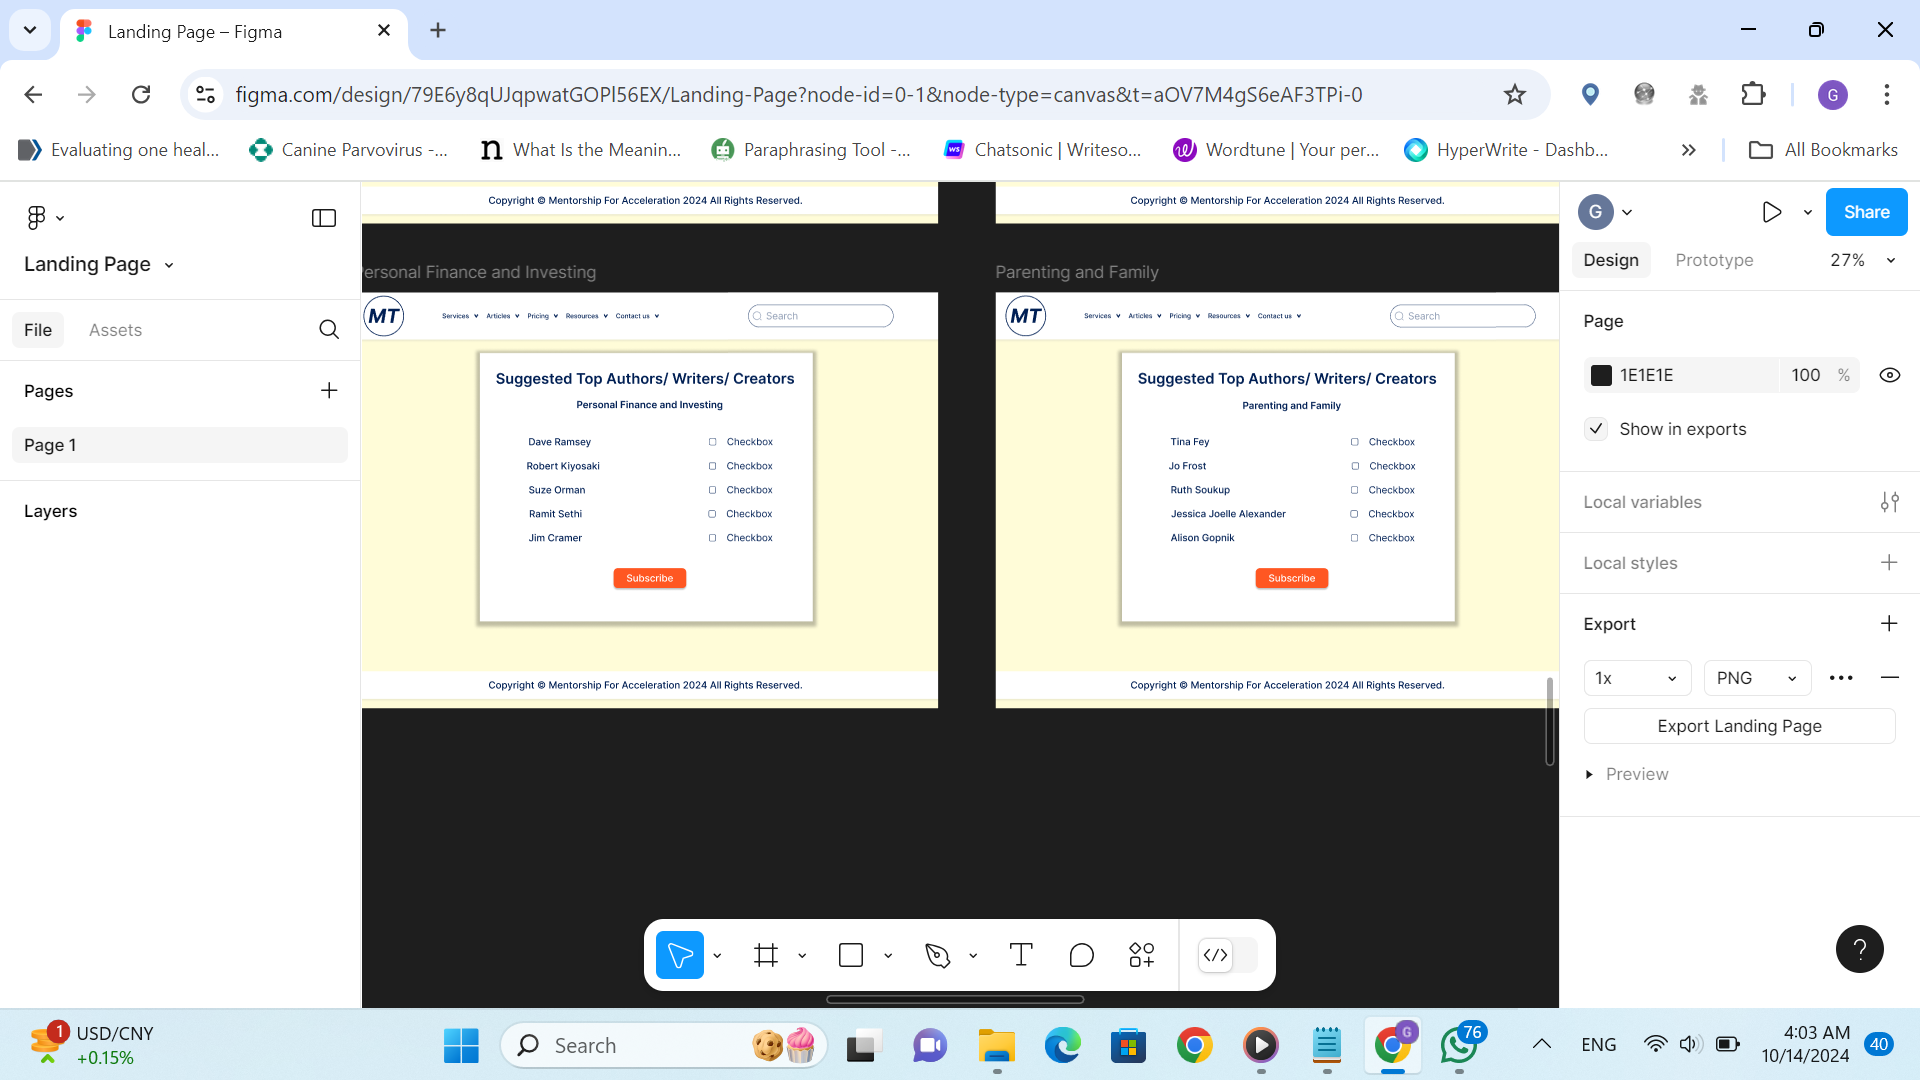 Landing Page – Figma
figma.com/design/79E6y8qUJqpwatGOPl56EX/Landing-Page?node-id=0-1&node-type=canvas&t=aOV7M4gS6eAF3TPi-0
G
Evaluating one heal...
Canine Parvovirus -...
What Is the Meanin...
Paraphrasing Tool -...
Chatsonic | Writeso...
Wordtune | Your per...
HyperWrite - Dashb...
All Bookmarks
Landing Page
File
Assets
Pages
Page 1
Layers
Copyright © Mentorship For Acceleration 2024 All Rights Reserved.
Copyright © Mentorship For Acceleration 2024 All Rights Reserved.
ersonal Finance and Investing
MT
Services
Articles
Pricing
Resources
Contact us
Search
Suggested Top Authors/ Writers/ Creators
Personal Finance and Investing
Dave Ramsey
Checkbox
Robert Kiyosaki
Checkbox
Suze Orman
Checkbox
Ramit Sethi
Checkbox
Jim Cramer
Checkbox
Subscribe
Copyright © Mentorship For Acceleration 2024 All Rights Reserved.
Parenting and Family
MT
Services
Articles
Pricing
Resources
Contact us
Search
Suggested Top Authors/ Writers/ Creators
Parenting and Family
Tina Fey
Checkbox
Jo Frost
Checkbox
Ruth Soukup
Checkbox
Jessica Joelle Alexander
Checkbox
Alison Gopnik
Checkbox
Subscribe
Copyright © Mentorship For Acceleration 2024 All Rights Reserved.
G
Share
Design
Prototype
27%
Page
1E1E1E
100
%
Show in exports
Local variables
Local styles
Export
1x
PNG
Export Landing Page
Preview
?
1
USD/CNY
+0.15%
Search
G
76
ENG
4:03 AM
10/14/2024
40